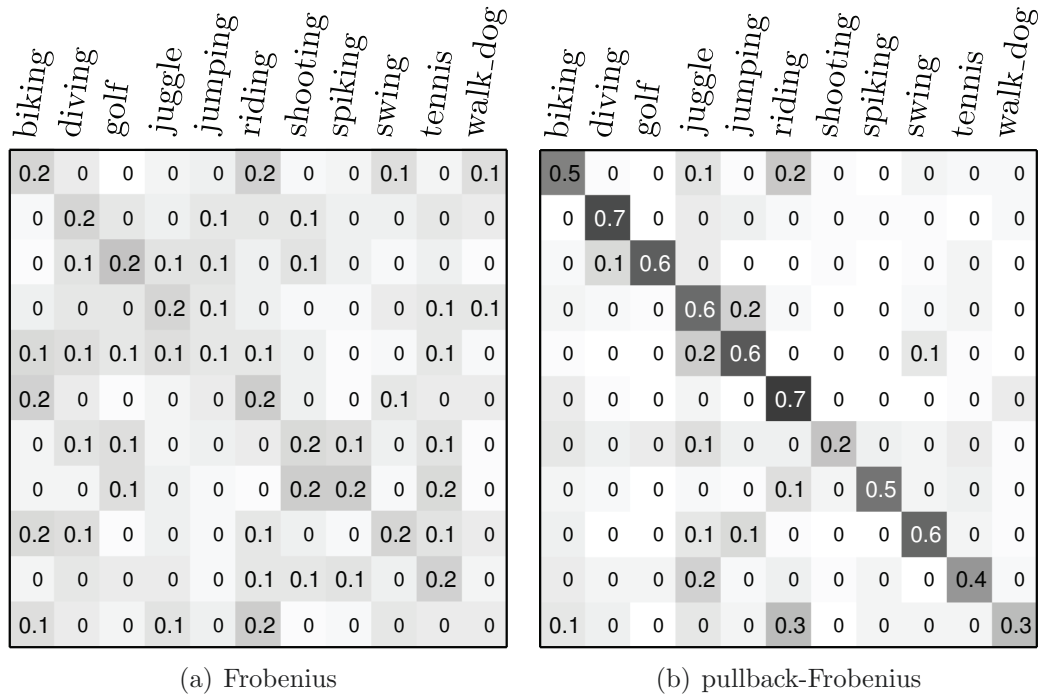 biking diving golf juggle jumping riding shooting spiking swing tennis walk_dog
0.2 0 0 0 0 0.2 0 0 0.1 0 0.1
0 0.2 0 0 0.1 0 0.1 0 0 0 0
0 0.1 0.2 0.1 0.1 0 0.1 0 0 0 0
0 0 0 0.2 0.1 0 0 0 0 0.1 0.1
0.1 0.1 0.1 0.1 0.1 0.1 0 0 0 0.1 0
0.2 0 0 0 0 0.2 0 0 0.1 0 0
0 0.1 0.1 0 0 0 0.2 0.1 0 0.1 0
0 0 0.1 0 0 0 0.2 0.2 0 0.2 0
0.2 0.1 0 0 0 0.1 0 0 0.2 0.1 0
0 0 0 0 0 0.1 0.1 0.1 0 0.2 0
0.1 0 0 0.1 0 0.2 0 0 0 0 0
(a) Frobenius
biking diving golf juggle jumping riding shooting spiking swing tennis walk_dog
0.5 0 0 0.1 0 0.2 0 0 0 0 0
0 0.7 0 0 0 0 0 0 0 0 0
0 0.1 0.6 0 0 0 0 0 0 0 0
0 0 0 0.6 0.2 0 0 0 0 0 0
0 0 0 0.2 0.6 0 0 0 0.1 0 0
0 0 0 0 0 0.7 0 0 0 0 0
0 0 0 0.1 0 0 0.2 0 0 0 0
0 0 0 0 0 0.1 0 0.5 0 0 0
0 0 0 0.1 0.1 0 0 0 0.6 0 0
0 0 0 0.2 0 0 0 0 0 0.4 0
0.1 0 0 0 0 0.3 0 0 0 0 0.3
(b) pullback-Frobenius